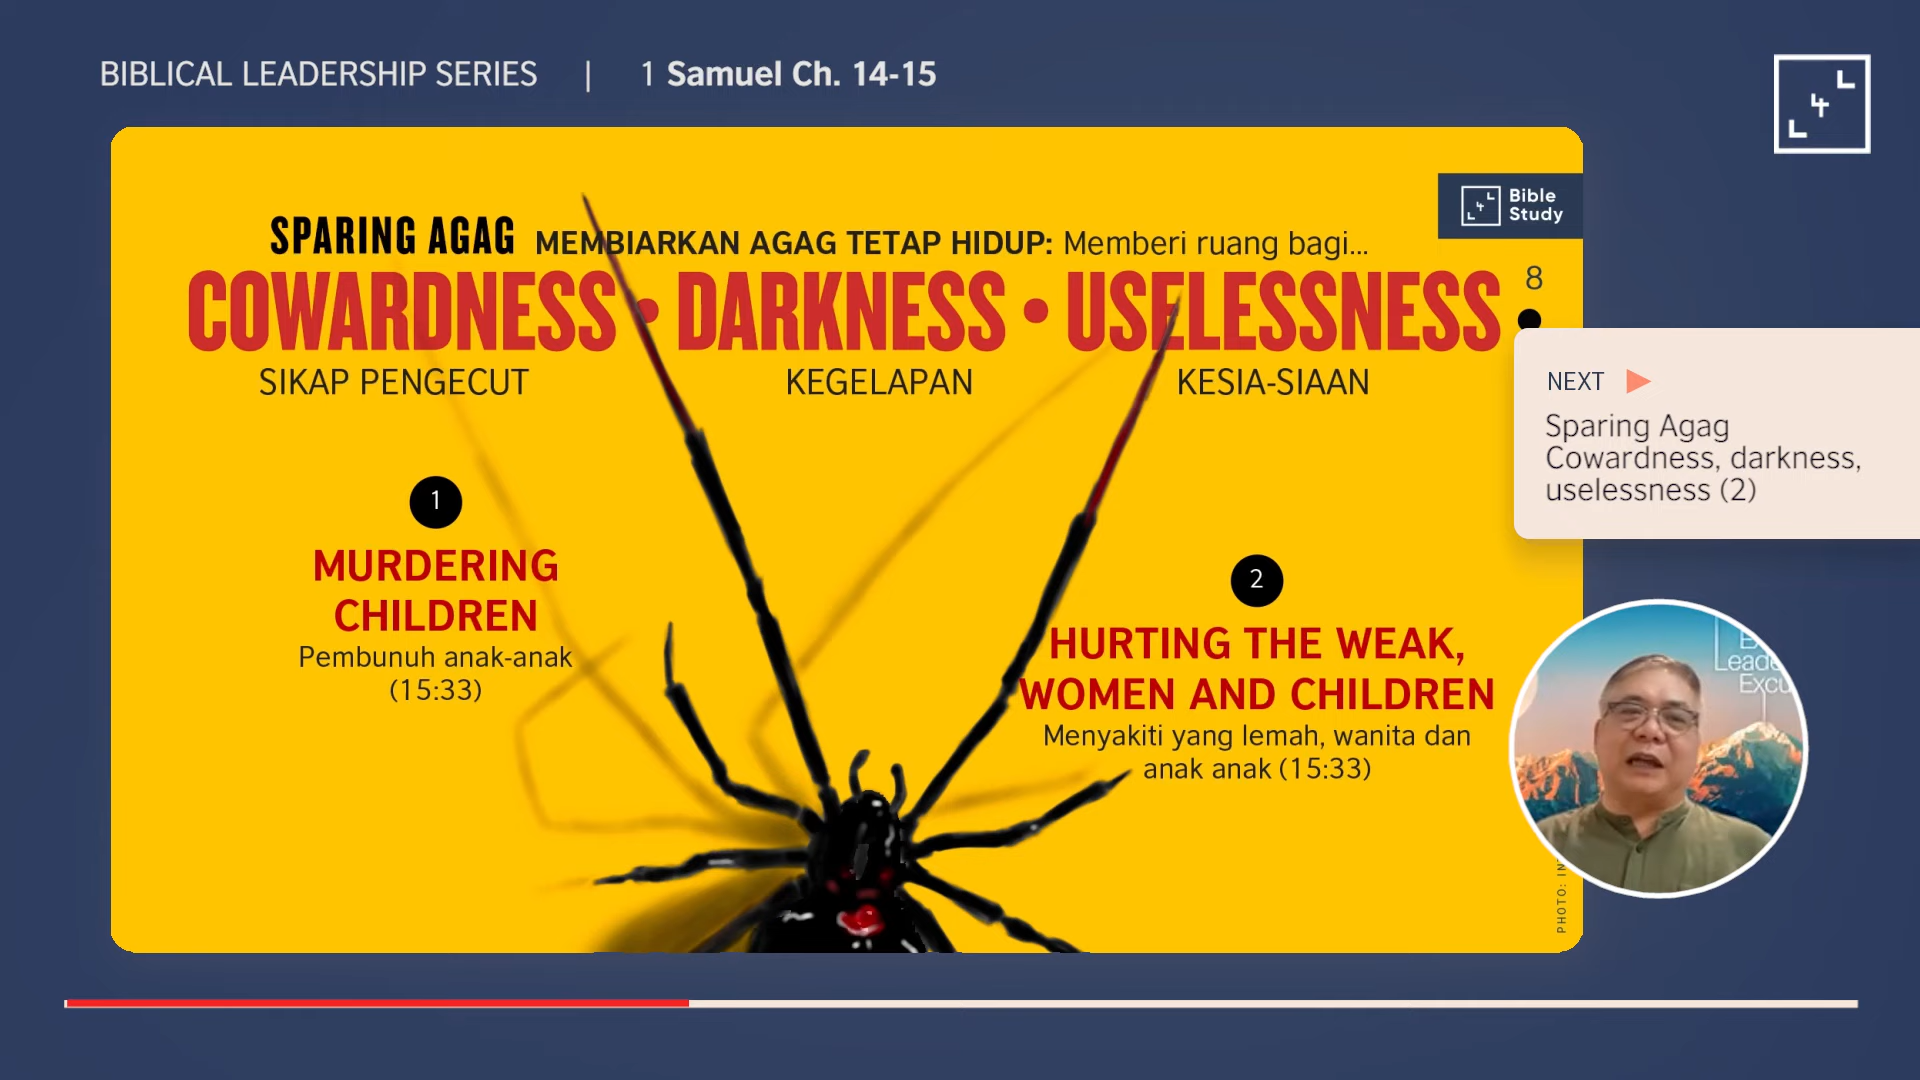 BIBLICAL LEADERSHIP SERIES | 1 Samuel Ch. 14-15
Bible
Study
SPARING AGAG MEMBIARKAN AGAG TETAP HIDUP: Memberi ruang bagi...
8
COWARDNESS • DARKNESS • USELESSNESS
SIKAP PENGECUT KEGELAPAN KESIA-SIAAN
NEXT
Sparing Agag
Cowardness, darkness,
uselessness (2)
1
MURDERING
CHILDREN
Pembunuh anak-anak
(15:33)
2
HURTING THE WEAK,
WOMEN AND CHILDREN
Menyakiti yang lemah, wanita dan
anak anak (15:33)
PHOTO: